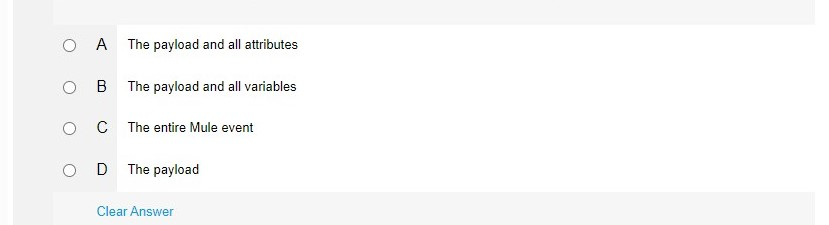 A The payload and all attributes
B The payload and all variables
C The entire Mule event
D The payload
Clear Answer